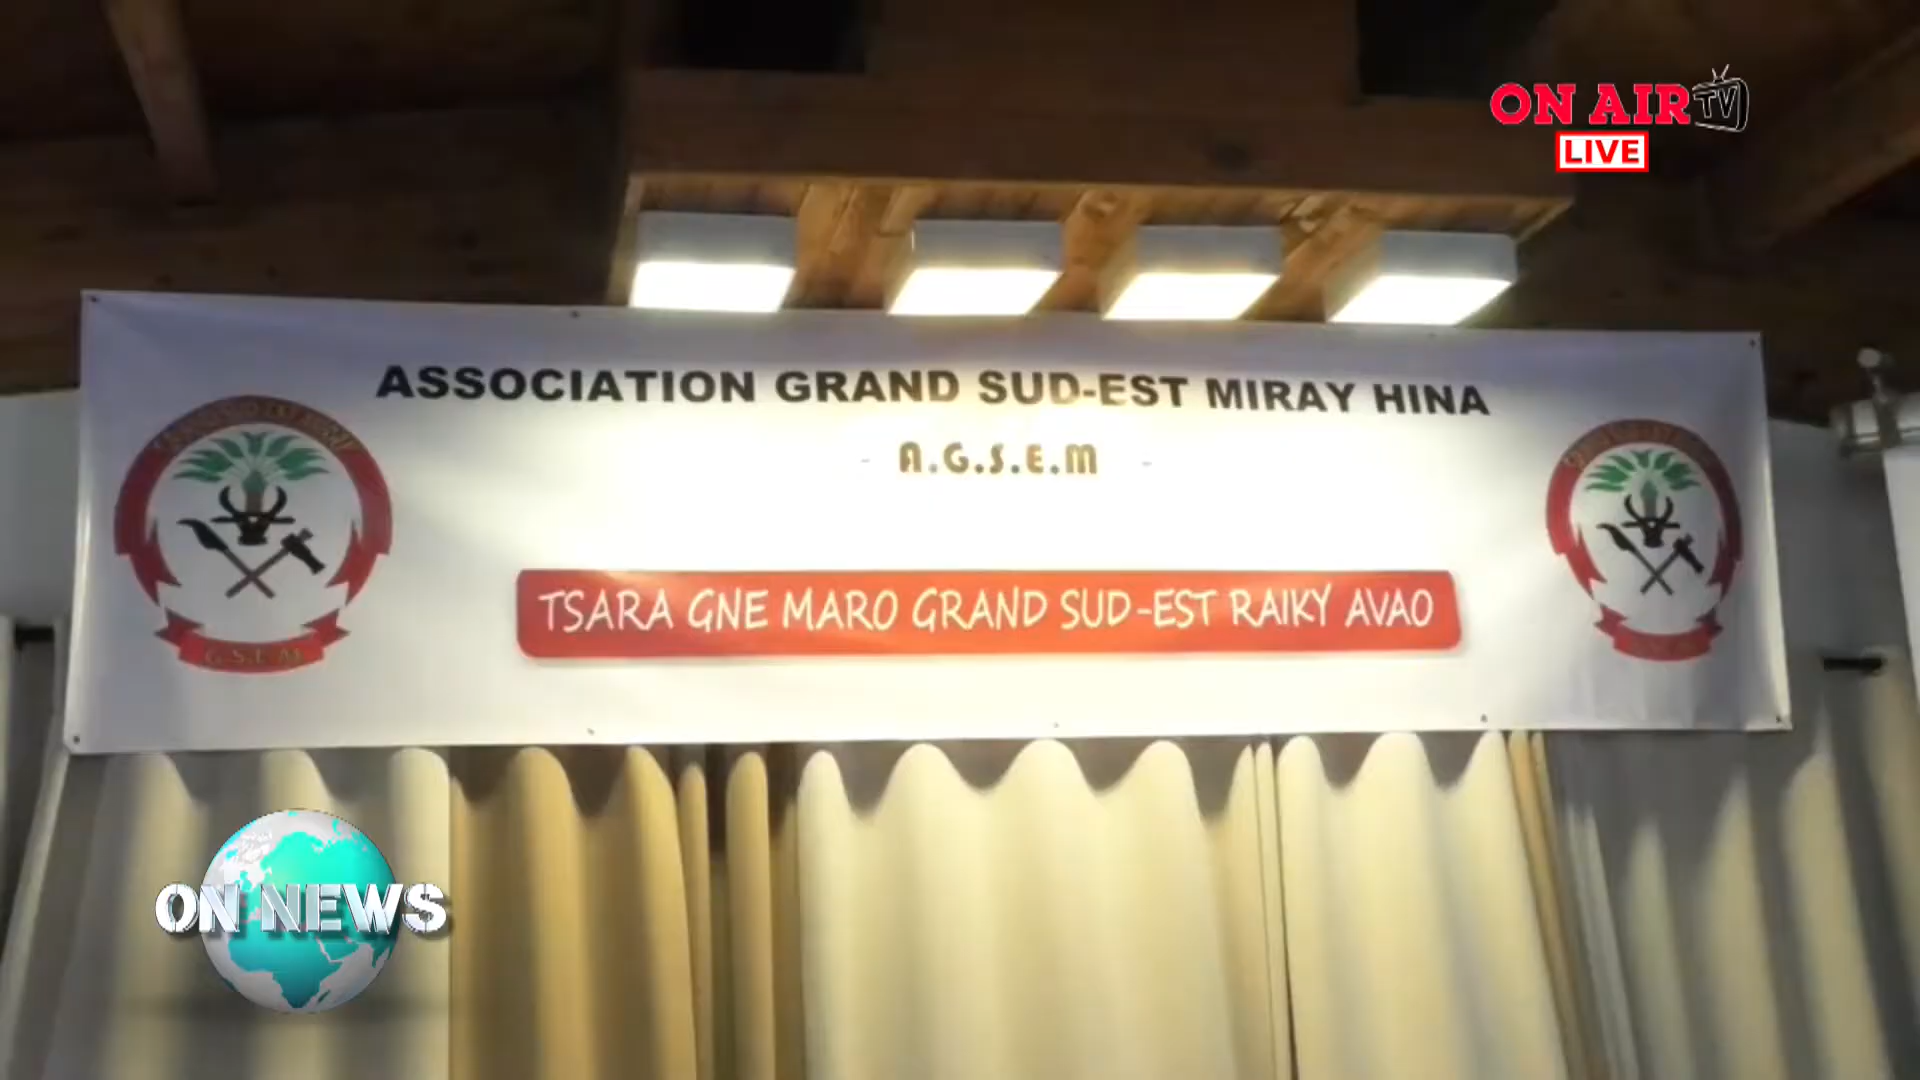 ON AIR TV
LIVE
ASSOCIATION GRAND SUD-EST MIRAY HINA
- A.G.S.E.M -
TSARA GNE MARO GRAND SUD-EST RAIKY AVAO
G.S.E.M
ON NEWS